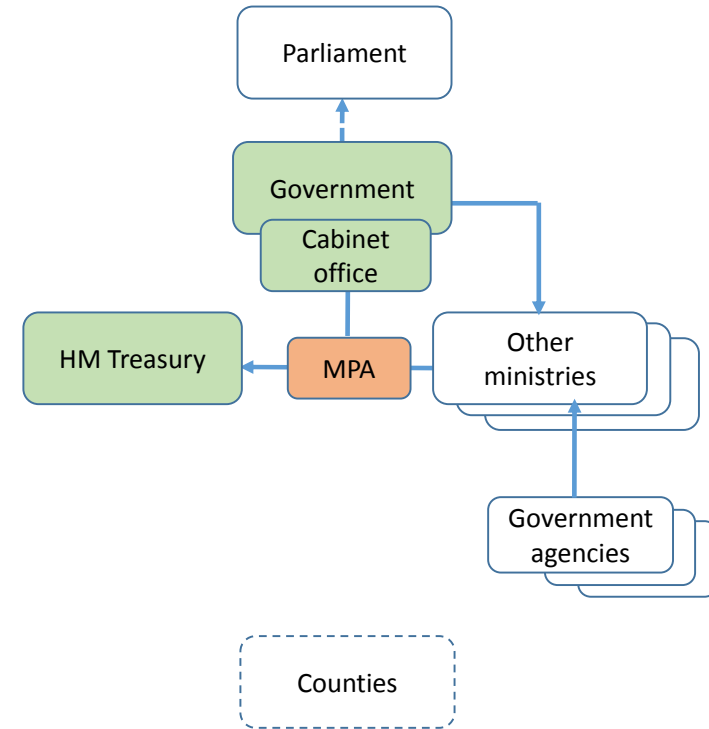 Parliament
Government
Cabinet
office
HM Treasury
MPA
Other
ministries
Government
agencies
Counties